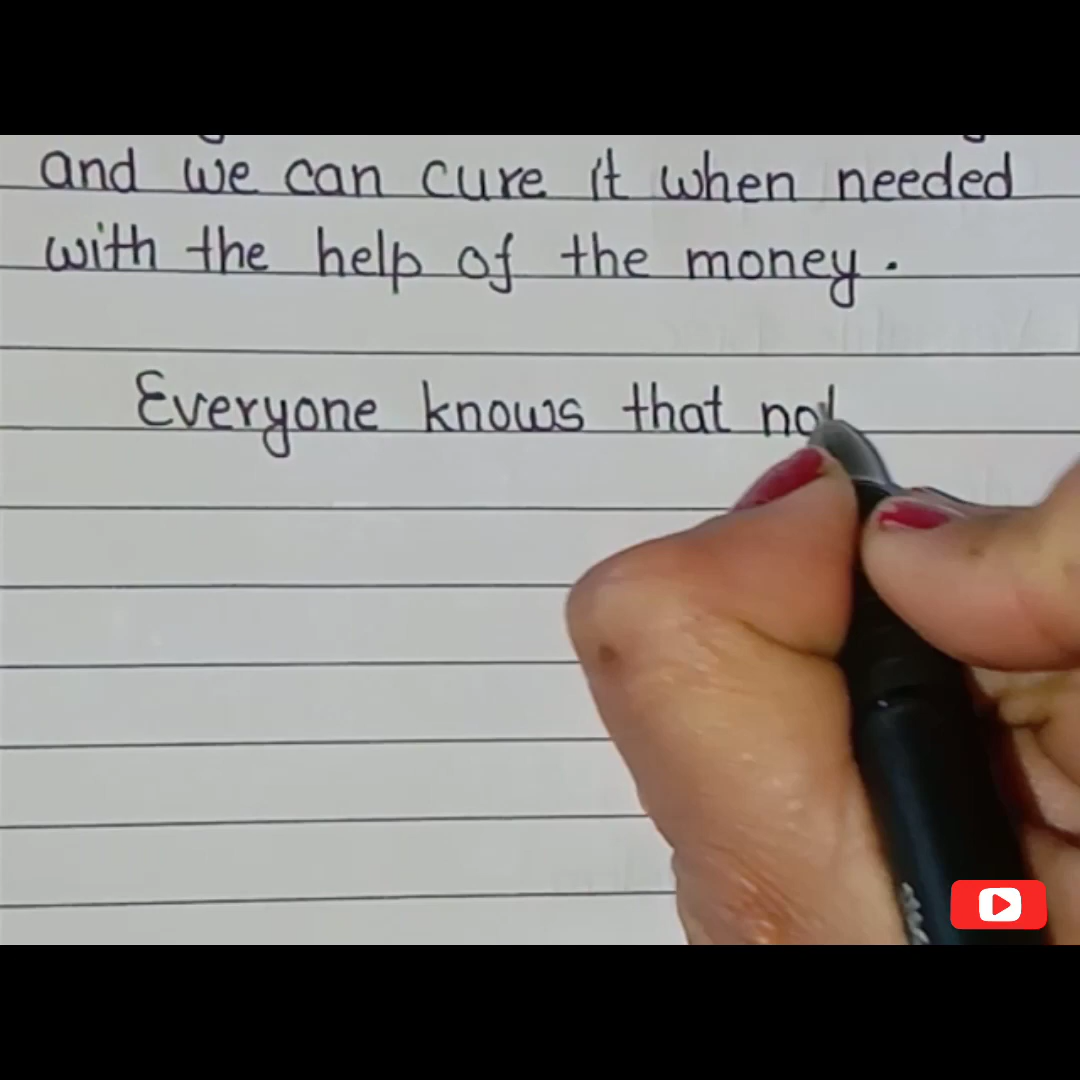 and we can cure it when needed
with the help of the money.
Everyone knows that